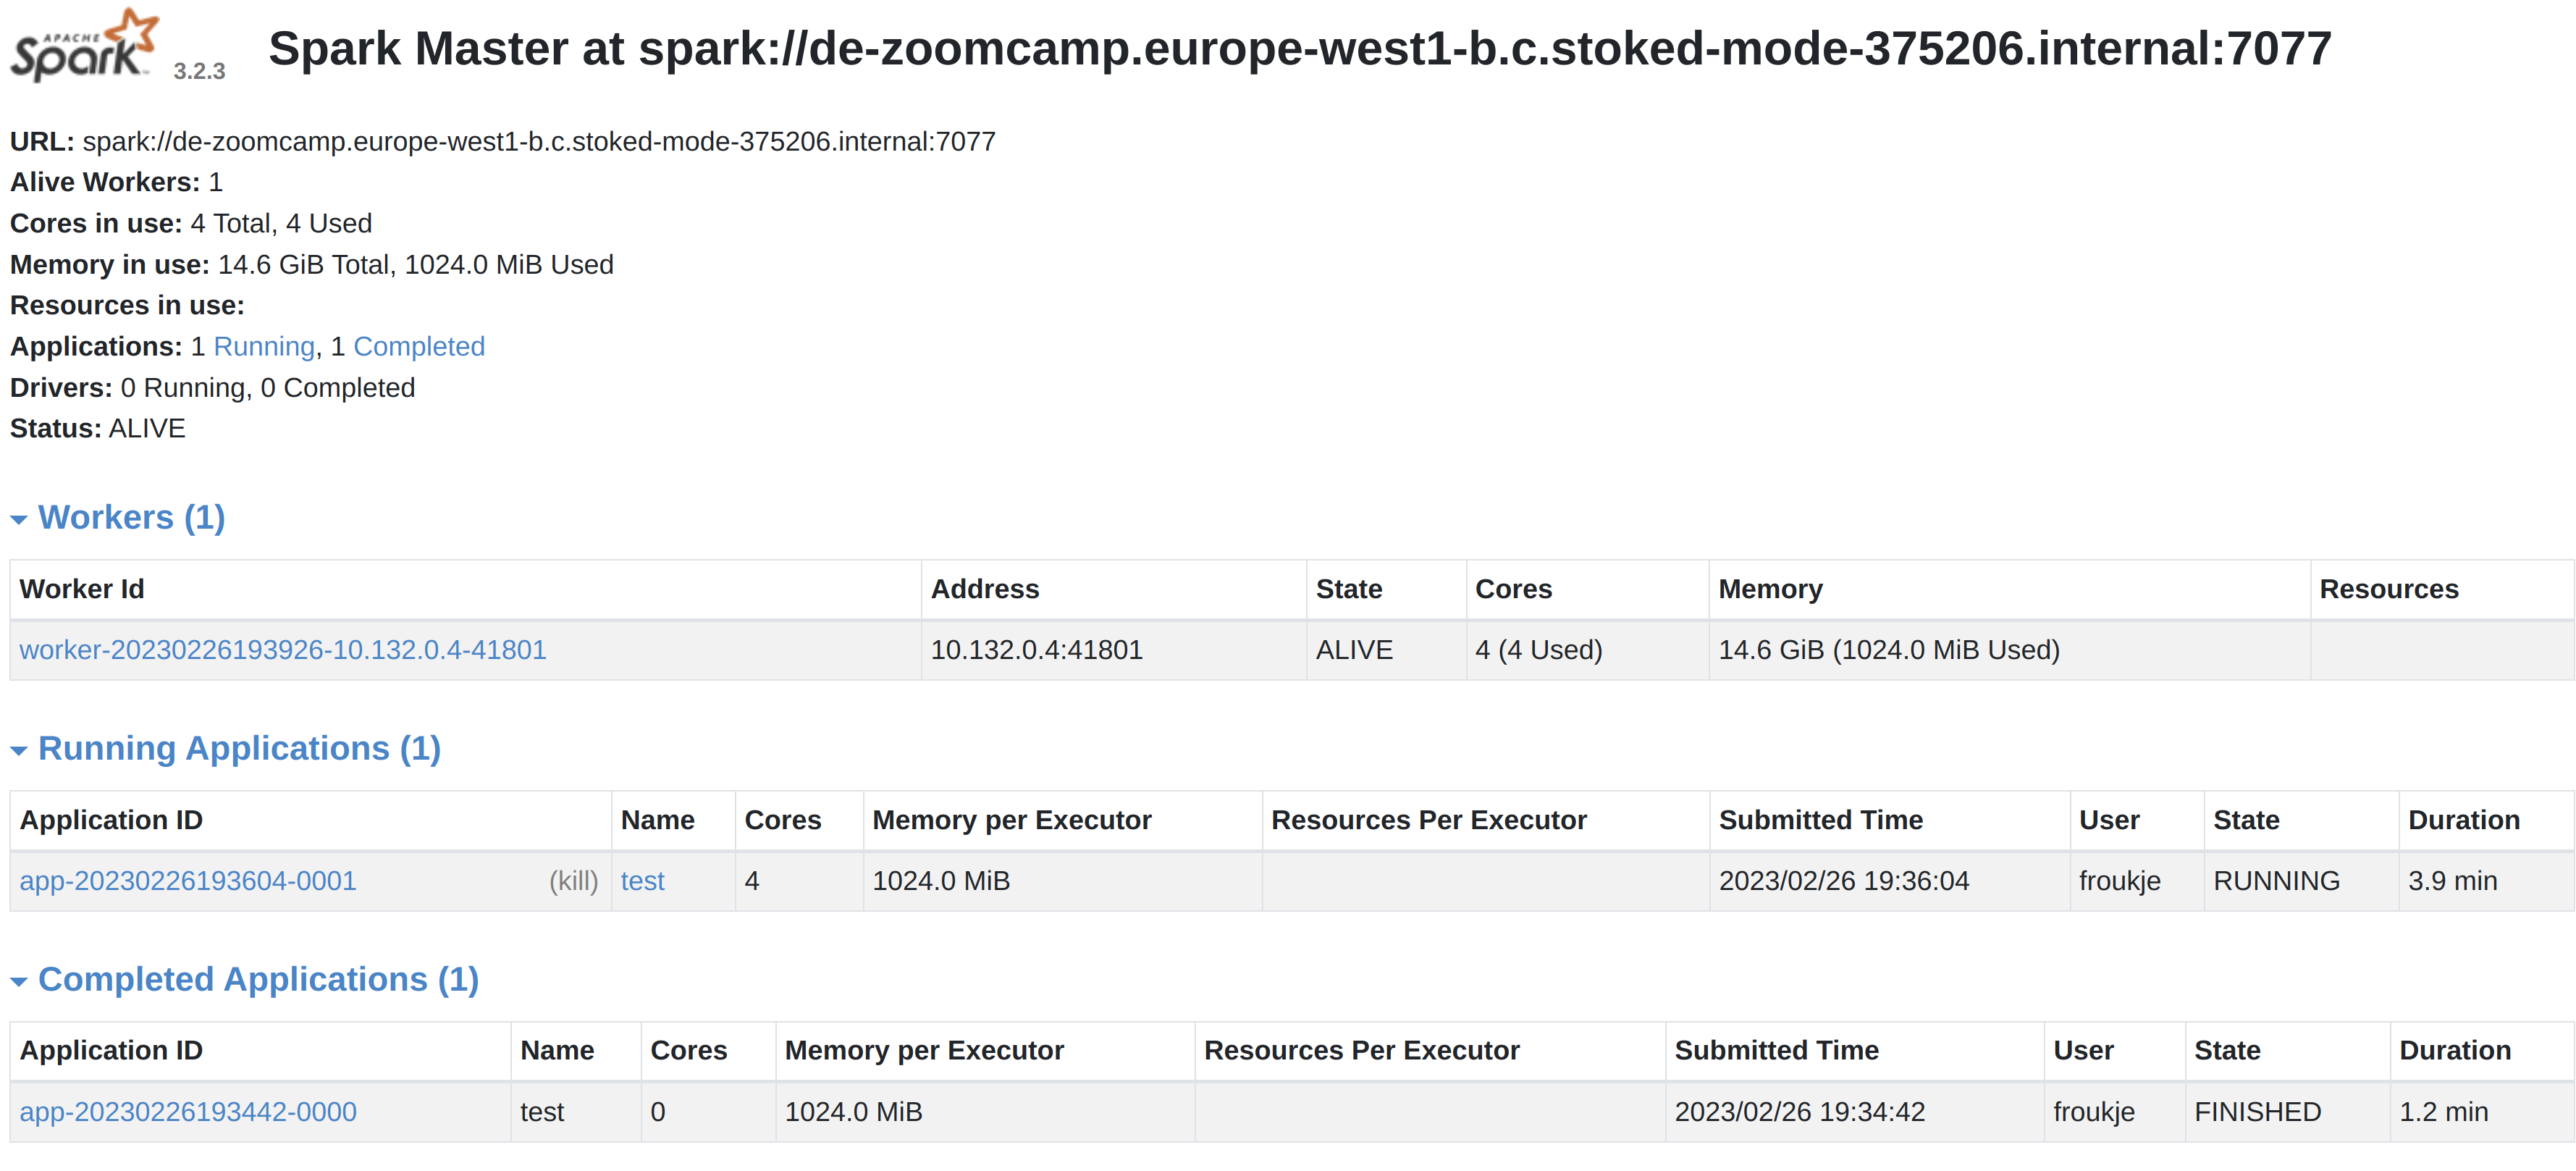 APACHE
Spark 3.2.3
Spark Master at spark://de-zoomcamp.europe-west1-b.c.stoked-mode-375206.internal:7077
URL: spark://de-zoomcamp.europe-west1-b.c.stoked-mode-375206.internal:7077
Alive Workers: 1
Cores in use: 4 Total, 4 Used
Memory in use: 14.6 GiB Total, 1024.0 MiB Used
Resources in use:
Applications: 1 Running, 1 Completed
Drivers: 0 Running, 0 Completed
Status: ALIVE
Workers (1)
Worker Id Address State Cores Memory Resources
worker-20230226193926-10.132.0.4-41801 10.132.0.4:41801 ALIVE 4 (4 Used) 14.6 GiB (1024.0 MiB Used)
Running Applications (1)
Application ID Name Cores Memory per Executor Resources Per Executor Submitted Time User State Duration
app-20230226193604-0001 (kill) test 4 1024.0 MiB 2023/02/26 19:36:04 froukje RUNNING 3.9 min
Completed Applications (1)
Application ID Name Cores Memory per Executor Resources Per Executor Submitted Time User State Duration
app-20230226193442-0000 test 0 1024.0 MiB 2023/02/26 19:34:42 froukje FINISHED 1.2 min